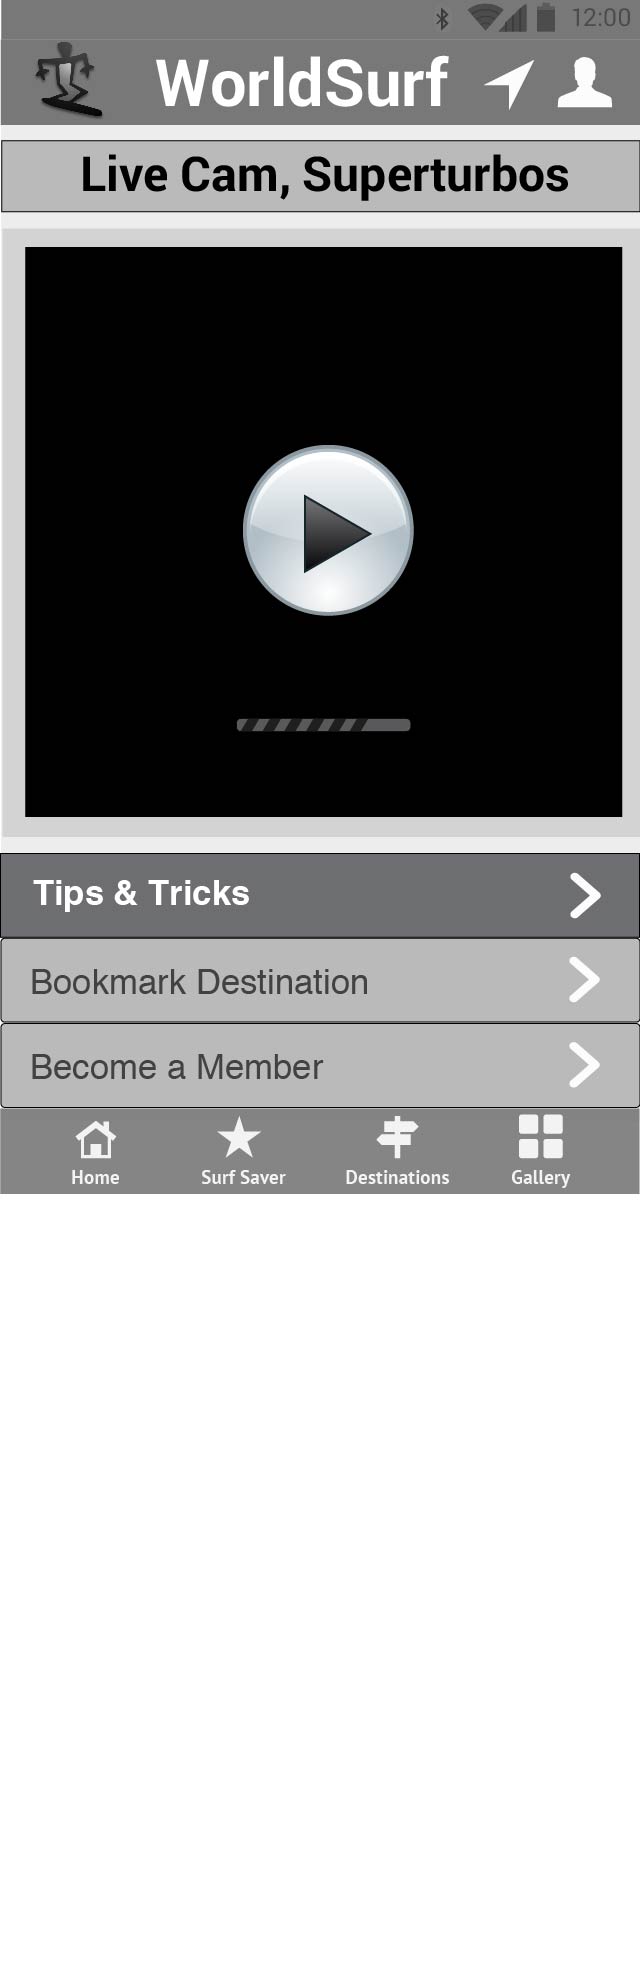 12:00
WorldSurf
Live Cam, Superturbos
Tips & Tricks
Bookmark Destination
Become a Member
Home Surf Saver Destinations Gallery